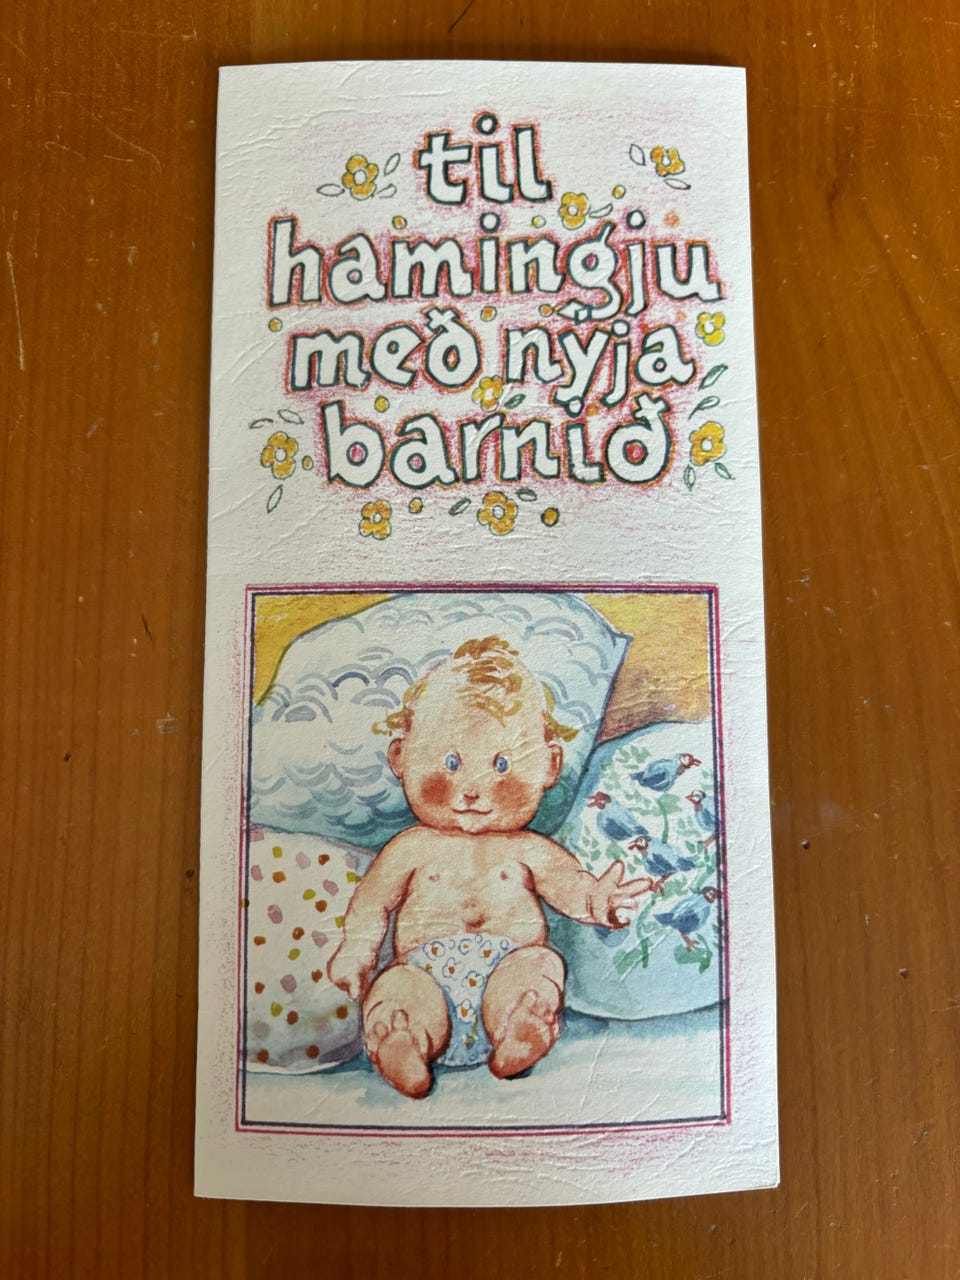 til
hamingju
með nýja
barnið